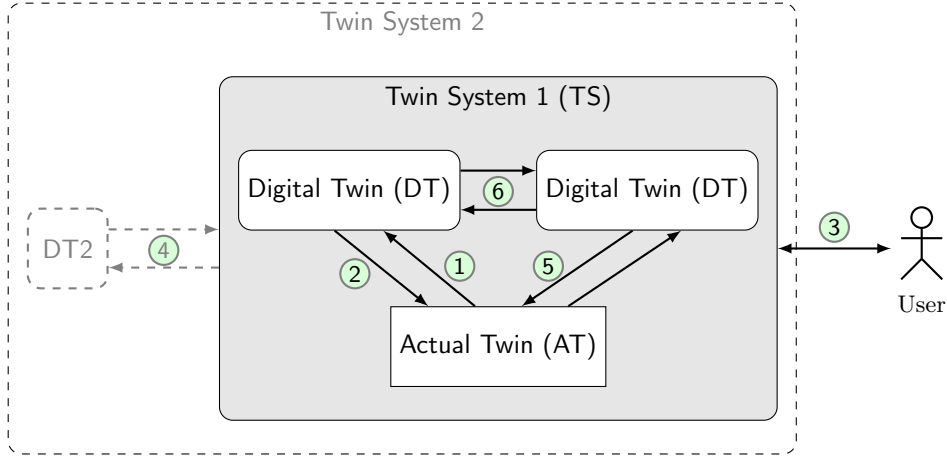 Twin System 2
Twin System 1 (TS)
Digital Twin (DT)
6
Digital Twin (DT)
3
DT2
4
2
1
5
User
Actual Twin (AT)